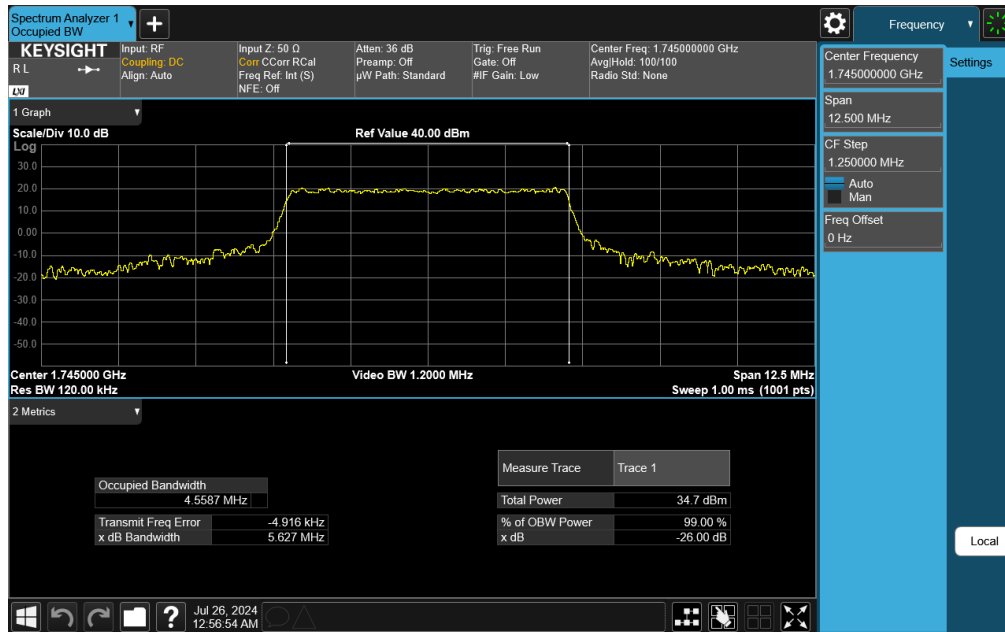 Spectrum Analyzer 1
Occupied BW
+
Frequency
KEYSIGHT
R L
LXI
Input: RF
Coupling: DC
Align: Auto
Input Z: 50 Ω
Corr CCorr RCal
Freq Ref: Int (S)
NFE: Off
Atten: 36 dB
Preamp: Off
µW Path: Standard
Trig: Free Run
Gate: Off
#IF Gain: Low
Center Freq: 1.745000000 GHz
Avg|Hold: 100/100
Radio Std: None
Center Frequency
1.745000000 GHz
Settings
Span
12.500 MHz
CF Step
1.250000 MHz
Auto
Man
Freq Offset
0 Hz
1 Graph
Scale/Div 10.0 dB
Ref Value 40.00 dBm
Log
30.0
20.0
10.0
0.00
-10.0
-20.0
-30.0
-40.0
-50.0
Center 1.745000 GHz
Video BW 1.2000 MHz
Span 12.5 MHz
Res BW 120.00 kHz
Sweep 1.00 ms (1001 pts)
2 Metrics
Measure Trace Trace 1
Occupied Bandwidth
4.5587 MHz
Total Power 34.7 dBm
Transmit Freq Error -4.916 kHz
% of OBW Power 99.00 %
x dB Bandwidth 5.627 MHz
x dB -26.00 dB
Local
?
Jul 26, 2024
12:56:54 AM